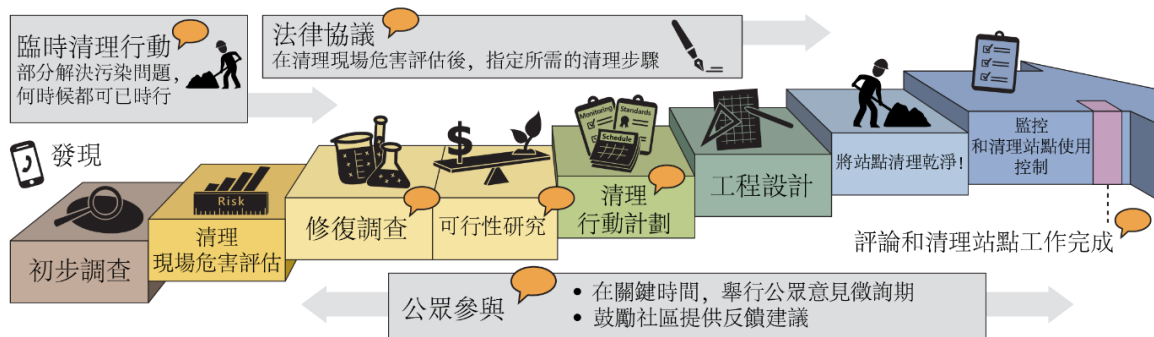 臨時清理行動
部分解決污染問題，
何時候都可已時行
法律協議
在清理現場危害評估後，指定所需的清理步驟
發現
初步調查
Risk
清理
現場危害評估
修復調查
$
可行性研究
Monitoring
Standards
Schedule
清理
行動計劃
工程設計
將站點清理乾淨！
監控
和清理站點使用
控制
評論和清理站點工作完成
公眾參與
• 在關鍵時間，舉行公眾意見徵詢期
• 鼓勵社區提供反饋建議